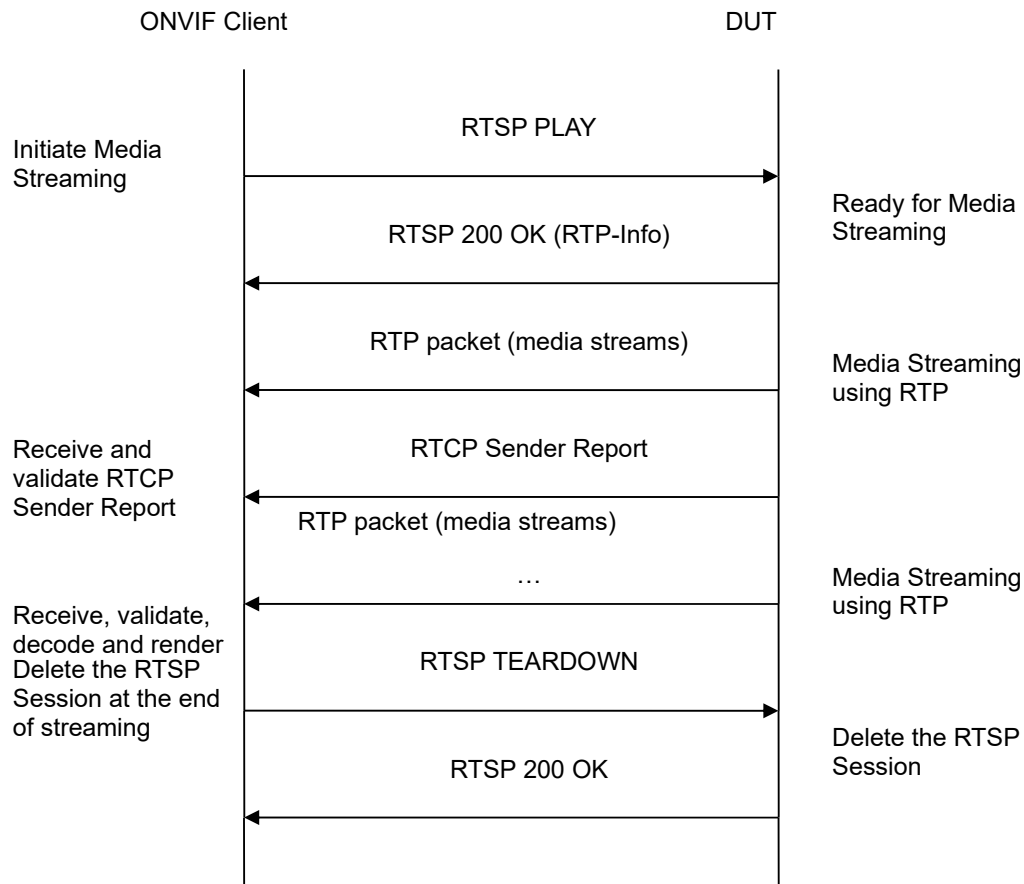 ONVIF Client
DUT
RTSP PLAY
Initiate Media
Streaming
Ready for Media
Streaming
RTSP 200 OK (RTP-Info)
RTP packet (media streams)
Media Streaming
using RTP
Receive and
validate RTCP
Sender Report
RTCP Sender Report
RTP packet (media streams)
…
Media Streaming
using RTP
Receive, validate,
decode and render
Delete the RTSP
Session at the end
of streaming
RTSP TEARDOWN
Delete the RTSP
Session
RTSP 200 OK